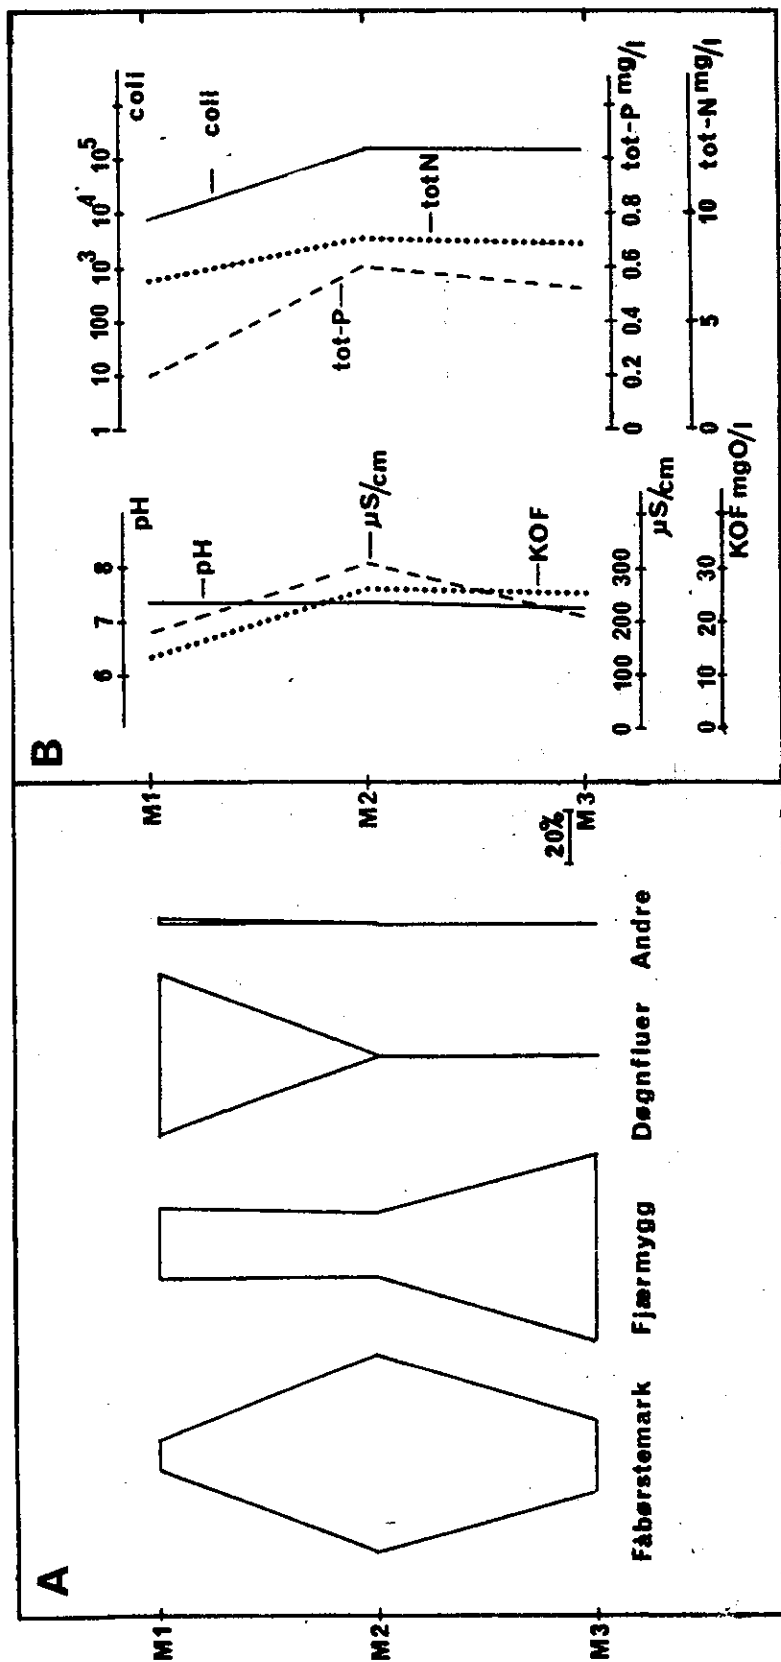 A
M1
M2
M3
Fåbørstemark Fjærmygg Døgnfluer Andre
20%
M1
M2
M3
B
6 7 8 pH
pH
µS/cm
KOF
0 100 200 300 µS/cm
0 10 20 30 KOF mgO/l
1 10 100 10³ 10⁴ 10⁵ coli
coli
totN
tot-P
0 0.2 0.4 0.6 0.8 tot-P mg/l
0 5 10 tot-N mg/l